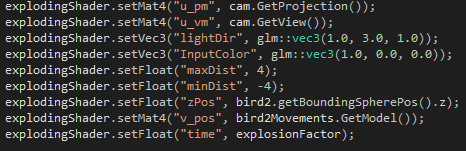 explodingShader.setMat4("u_pm", cam.GetProjection());
explodingShader.setMat4("u_vm", cam.GetView());
explodingShader.setVec3("lightDir", glm::vec3(1.0, 3.0, 1.0));
explodingShader.setVec3("InputColor", glm::vec3(1.0, 0.0, 0.0));
explodingShader.setFloat("maxDist", 4);
explodingShader.setFloat("minDist", -4);
explodingShader.setFloat("zPos", bird2.getBoundingSpherePos().z);
explodingShader.setMat4("v_pos", bird2Movements.GetModel());
explodingShader.setFloat("time", explosionFactor);